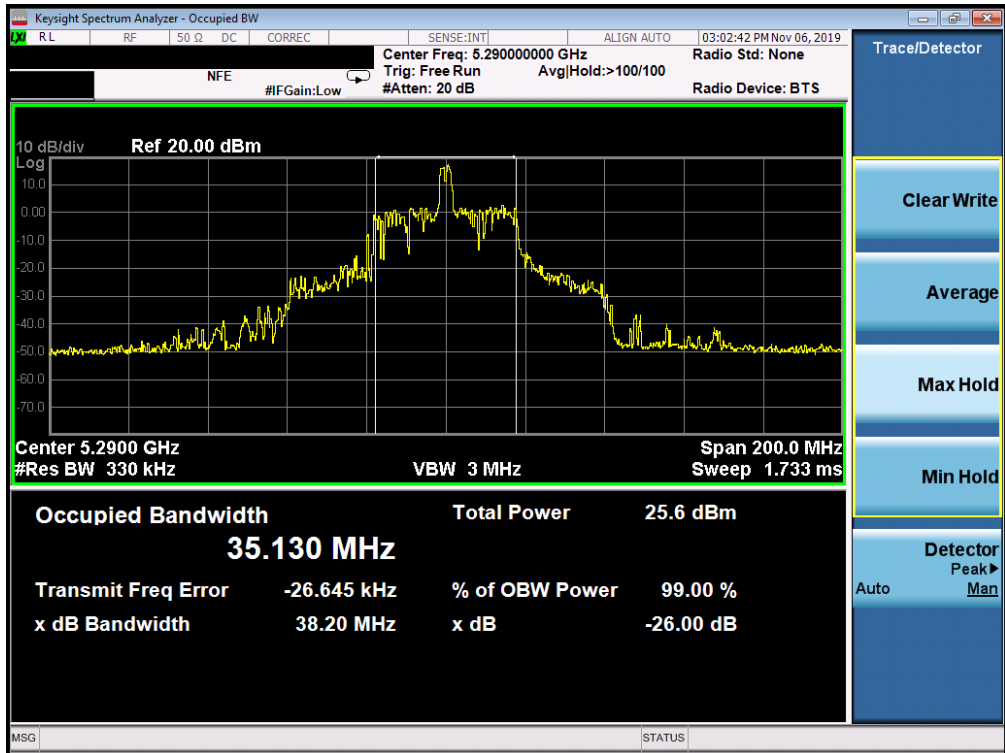 Keysight Spectrum Analyzer - Occupied BW
LXI RL RF 50 Ω DC CORREC SENSE:INT ALIGN AUTO 03:02:42 PM Nov 06, 2019
Center Freq: 5.290000000 GHz Radio Std: None
NFE Trig: Free Run Avg|Hold:>100/100
#IFGain:Low #Atten: 20 dB Radio Device: BTS
Trace/Detector
10 dB/div Ref 20.00 dBm
Log
10.0
0.00
-10.0
-20.0
-30.0
-40.0
-50.0
-60.0
-70.0
Center 5.2900 GHz Span 200.0 MHz
#Res BW 330 kHz VBW 3 MHz Sweep 1.733 ms
Occupied Bandwidth Total Power 25.6 dBm
35.130 MHz
Transmit Freq Error -26.645 kHz % of OBW Power 99.00 %
x dB Bandwidth 38.20 MHz x dB -26.00 dB
Clear Write
Average
Max Hold
Min Hold
Detector
Peak▶
Auto Man
MSG STATUS